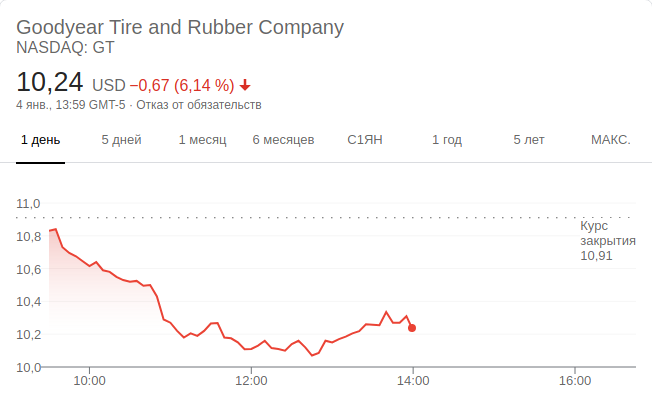 Goodyear Tire and Rubber Company
NASDAQ: GT
10,24 USD −0,67 (6,14 %)
4 янв., 13:59 GMT-5 · Отказ от обязательств
1 день 5 дней 1 месяц 6 месяцев С1ЯН 1 год 5 лет МАКС.
11,0
Курс
закрытия
10,91
10,8
10,6
10,4
10,2
10,0
10:00 12:00 14:00 16:00